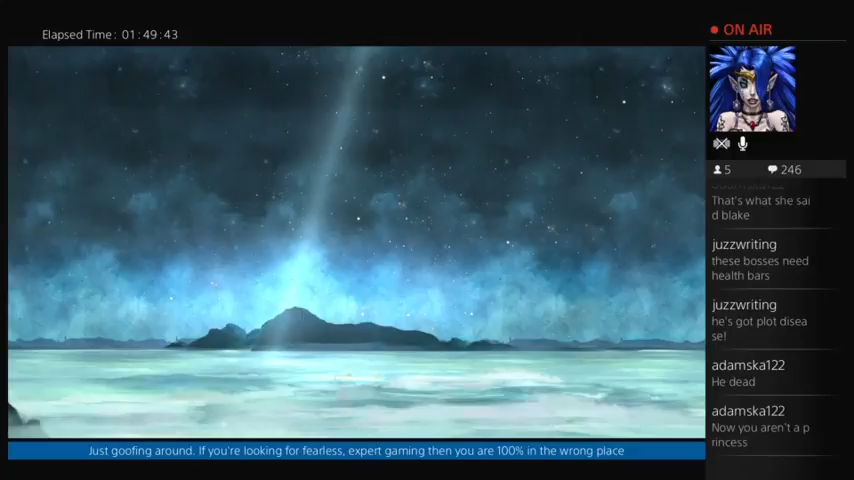 Elapsed Time: 01:49:43
ON AIR
5
246
That's what she sai
d blake
juzzwriting
these bosses need
health bars
juzzwriting
he's got plot disea
se!
adamska122
He dead
adamska122
Now you aren't a p
rincess
Just goofing around. If you're looking for fearless, expert gaming then you are 100% in the wrong place